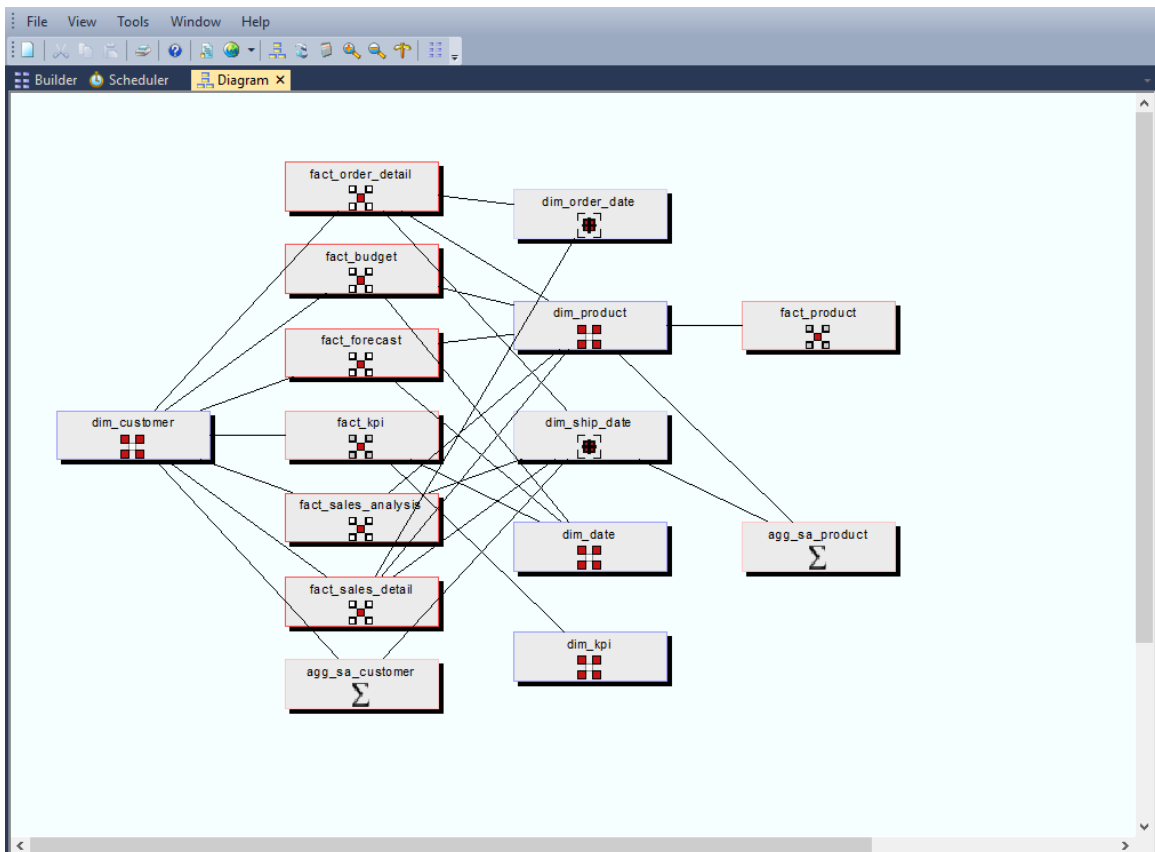 File View Tools Window Help
Builder Scheduler Diagram
fact_order_detail
dim_order_date
fact_budget
dim_product
fact_product
fact_forecast
dim_customer
fact_kpi
dim_ship_date
fact_sales_analysis
dim_date
agg_sa_product
Σ
fact_sales_detail
dim_kpi
agg_sa_customer
Σ